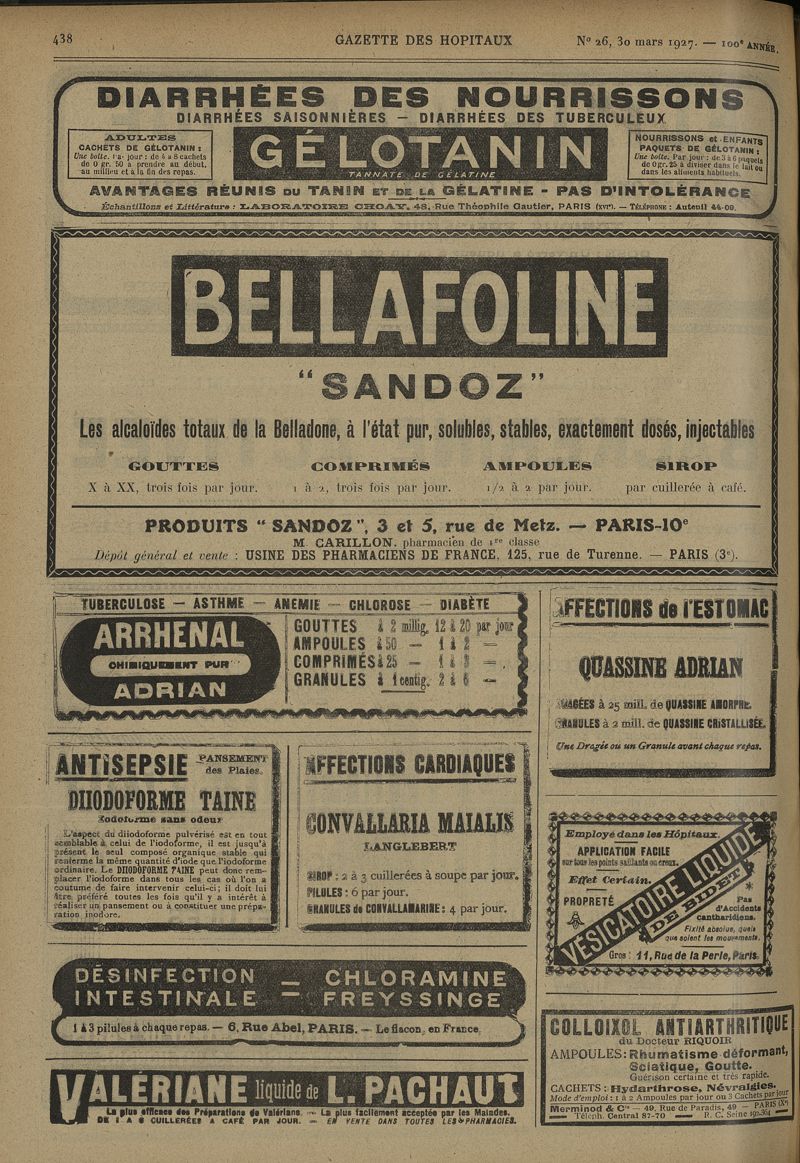 438
GAZETTE DES HOPITAUX
N° 26, 30 mars 1927. — 100e ANNÉE.
DIARRHÉES DES NOURRISSONS
DIARRHÉES SAISONNIÈRES — DIARRHÉES DES TUBERCULEUX
ADULTES
CACHETS DE GÉLOTANIN :
Une boîte. Par jour : de 4 à 8 cachets
de 0 gr. 50 à prendre au début,
au milieu et à la fin des repas.
GÉLOTANIN
TANNATE DE GÉLATINE
NOURRISSONS et ENFANTS
PAQUETS DE GÉLOTANIN :
Une boîte. Par jour : de 3 à 6 paquets
de 0 gr. 25 à diviser dans le lait ou
dans les aliments habituels.
AVANTAGES RÉUNIS DU TANIN ET DE LA GÉLATINE - PAS D'INTOLÉRANCE
Échantillons et Littérature : LABORATOIRE CHOAY, 48, Rue Théophile Gautier, PARIS (XVIe). — TÉLÉPHONE : Auteuil 44-09.
BELLAFOLINE
"SANDOZ"
Les alcaloïdes totaux de la Belladone, à l'état pur, solubles, stables, exactement dosés, injectables
GOUTTES
X à XX, trois fois par jour.
COMPRIMÉS
1 à 2, trois fois par jour.
AMPOULES
1/2 à 2 par jour.
SIROP
par cuillerée à café.
PRODUITS "SANDOZ", 3 et 5, rue de Metz. — PARIS-10e
M. CARILLON, pharmacien de 1re classe
Dépôt général et vente : USINE DES PHARMACIENS DE FRANCE, 125, rue de Turenne. — PARIS (3e).
TUBERCULOSE — ASTHME — ANEMIE — CHLOROSE — DIABÈTE
ARRHENAL
CHIMIQUEMENT PUR
ADRIAN
GOUTTES à 2 millig. 12 à 20 par jour
AMPOULES à 50 — 1 à 2 —
COMPRIMÉS à 25 — 1 à 3 —
GRANULES à 1 centig. 2 à 6 —
AFFECTIONS de l'ESTOMAC
QUASSINE ADRIAN
DRAGÉES à 25 mill. de QUASSINE AMORPHE.
GRANULES à 2 mill. de QUASSINE CRISTALLISÉE.
Une Dragée ou un Granule avant chaque repas.
ANTISEPSIE
PANSEMENT
des Plaies.
DIIODOFORME TAINE
Iodoforme sans odeur
L'aspect du diiodoforme pulvérisé est en tout
semblable à celui de l'iodoforme, il est jusqu'à
présent le seul composé organique stable qui
renferme la même quantité d'iode que l'iodoforme
ordinaire. Le DIIODOFORME TAINE peut donc rem-
placer l'iodoforme dans tous les cas où l'on a
coutume de faire intervenir celui-ci; il doit lui
être préféré toutes les fois qu'il y a intérêt à
réaliser un pansement ou à constituer une prépa-
ration inodore.
AFFECTIONS CARDIAQUES
CONVALLARIA MAIALIS
LANGLEBERT
SIROP : 2 à 3 cuillerées à soupe par jour.
PILULES : 6 par jour.
GRANULES de CONVALLAMARINE : 4 par jour.
Employé dans les Hôpitaux.
APPLICATION FACILE
sur tous les points saillants ou creux.
Effet Certain.
PROPRETÉ
VÉSICATOIRE LIQUIDE
DE BIDET
Pas
d'Accidents
cantharidiens.
Fixité absolue, quels
que soient les mouvements.
Gros : 11, Rue de la Perle, Paris.
DÉSINFECTION — CHLORAMINE
INTESTINALE — FREYSSINGE
1 à 3 pilules à chaque repas. — 6, Rue Abel, PARIS. — Le flacon, en France,
COLLOIXOL ANTIARTHRITIQUE
du Docteur RIQUOIR
AMPOULES: Rhumatisme déformant,
Sciatique, Goutte.
Guérison certaine et très rapide.
CACHETS : Hydarthrose, Névralgies.
Mode d'emploi : 1 à 2 Ampoules par jour ou 3 Cachets par jour
Merminod & Cie — 49, Rue de Paradis, 49 — PARIS (Xe)
Téleph. Central 87-70 — R. C. Seine
VALÉRIANE liquide de L. PACHAUT
La plus efficace des Préparations de Valériane. — La plus facilement acceptée par les Malades.
DE 1 A 6 CUILLERÉES A CAFÉ PAR JOUR. — EN VENTE DANS TOUTES LES PHARMACIES.